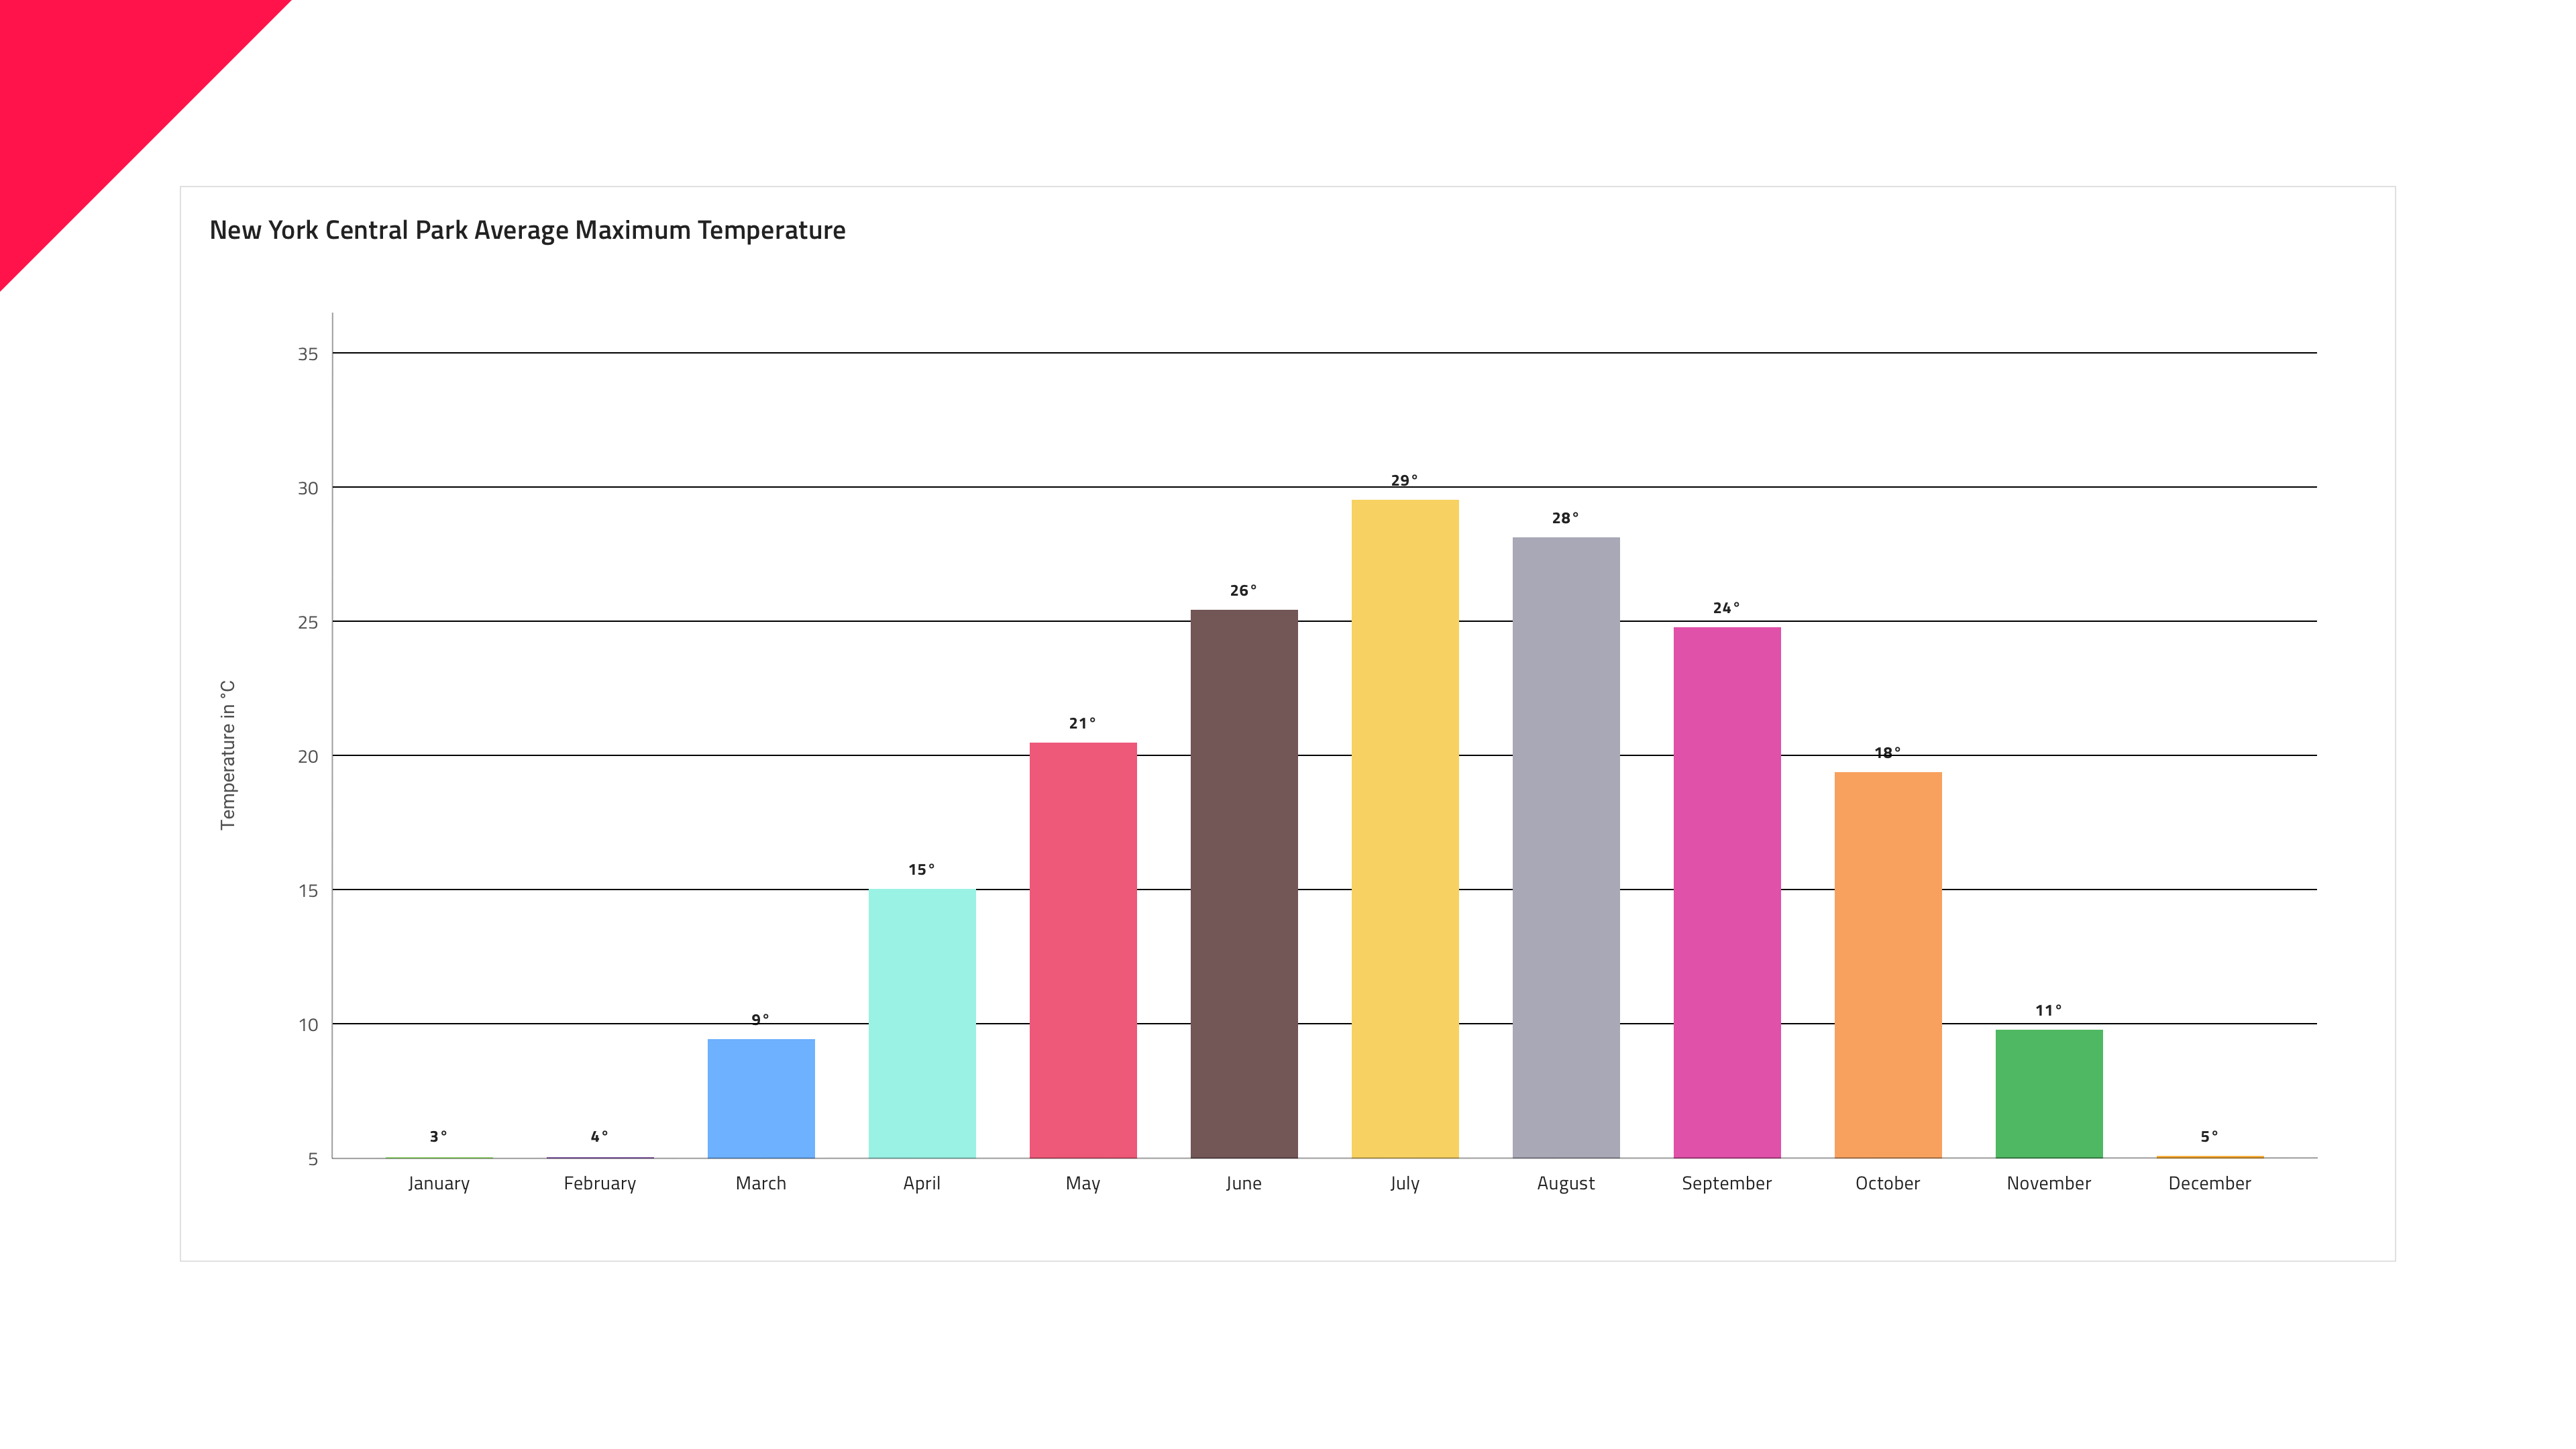 New York Central Park Average Maximum Temperature
35
30
25
20
15
10
5
Temperature in °C
3°
4°
9°
15°
21°
26°
29°
28°
24°
18°
11°
5°
January
February
March
April
May
June
July
August
September
October
November
December